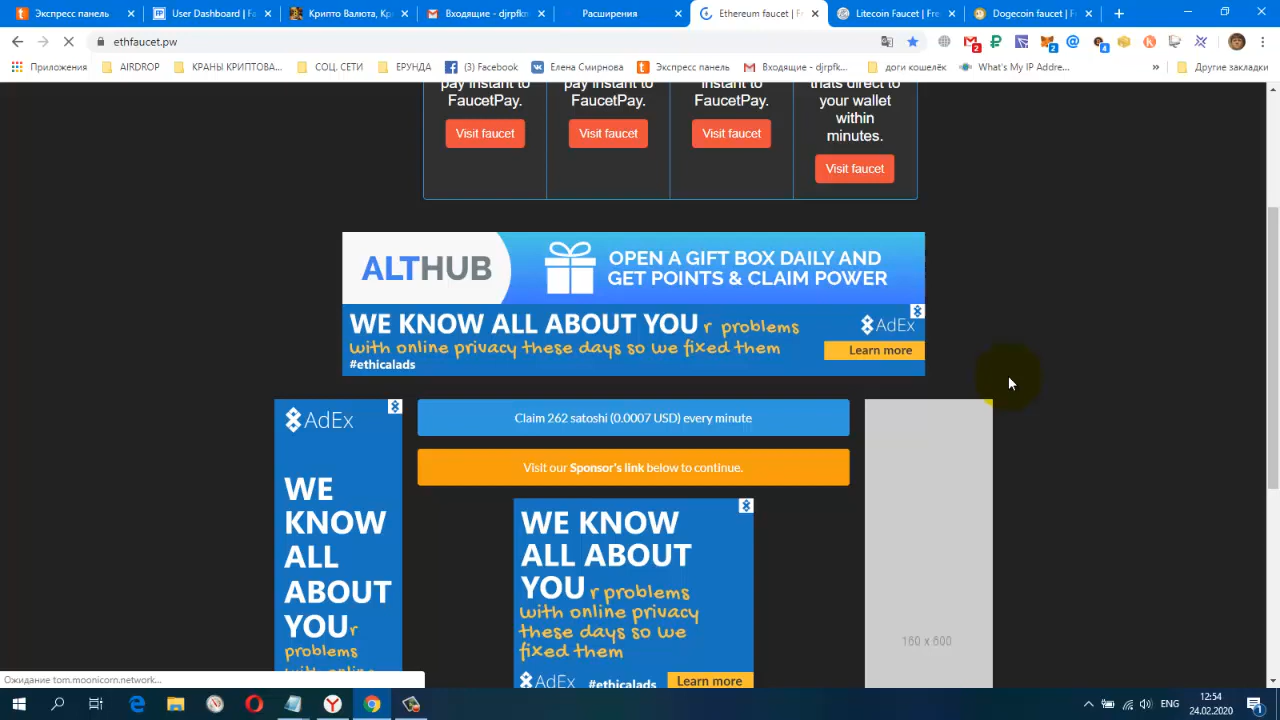 Экспресс панель
User Dashboard | Fa
Крипто Валюта, Кр
Входящие - djrpfkm
Расширения
Ethereum faucet | F
Litecoin Faucet | Fre
Dogecoin faucet | Fr
ethfaucet.pw
Приложения
AIRDROP
КРАНЫ КРИПТОВА...
СОЦ. СЕТИ
ЕРУНДА
(3) Facebook
Елена Смирнова
Экспресс панель
Входящие - djrpfk...
доги кошелёк
What's My IP Addre...
»
Другие закладки
pay instant to
FaucetPay.
Visit faucet
pay instant to
FaucetPay.
Visit faucet
instant to
FaucetPay.
Visit faucet
thats direct to
your wallet
within
minutes.
Visit faucet
ALTHUB
OPEN A GIFT BOX DAILY AND
GET POINTS & CLAIM POWER
WE KNOW ALL ABOUT YOUr problems
with online privacy these days so we fixed them
#ethicalads
AdEx
Learn more
AdEx
WE
KNOW
ALL
ABOUT
YOUr
problems
with online
Claim 262 satoshi (0.0007 USD) every minute
Visit our Sponsor's link below to continue.
WE KNOW
ALL ABOUT
YOUr problems
with online privacy
these days so we
fixed them
AdEx
#ethicalads
Learn more
160 x 600
Ожидание tom.moonicorn.network...
ENG
12:54
24.02.2020